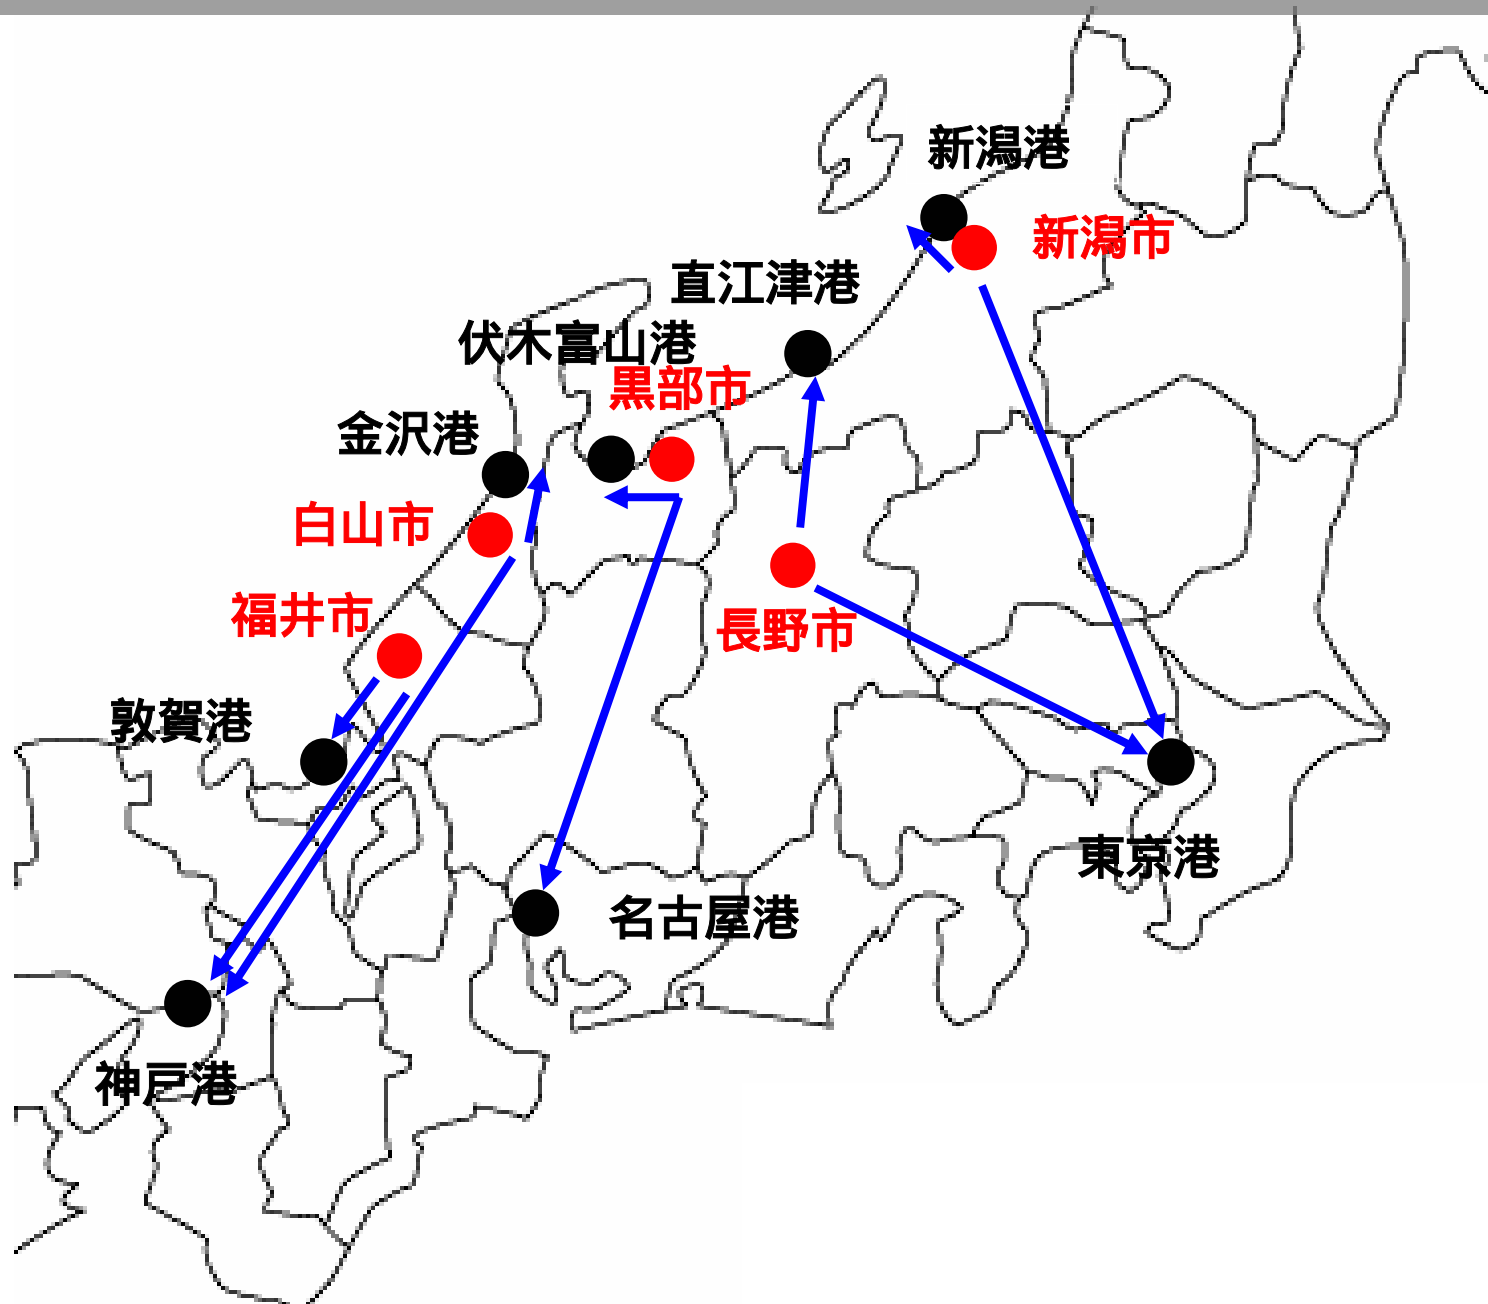 新潟港
新潟市
直江津港
伏木富山港
黒部市
金沢港
白山市
福井市
長野市
敦賀港
東京港
名古屋港
神戸港